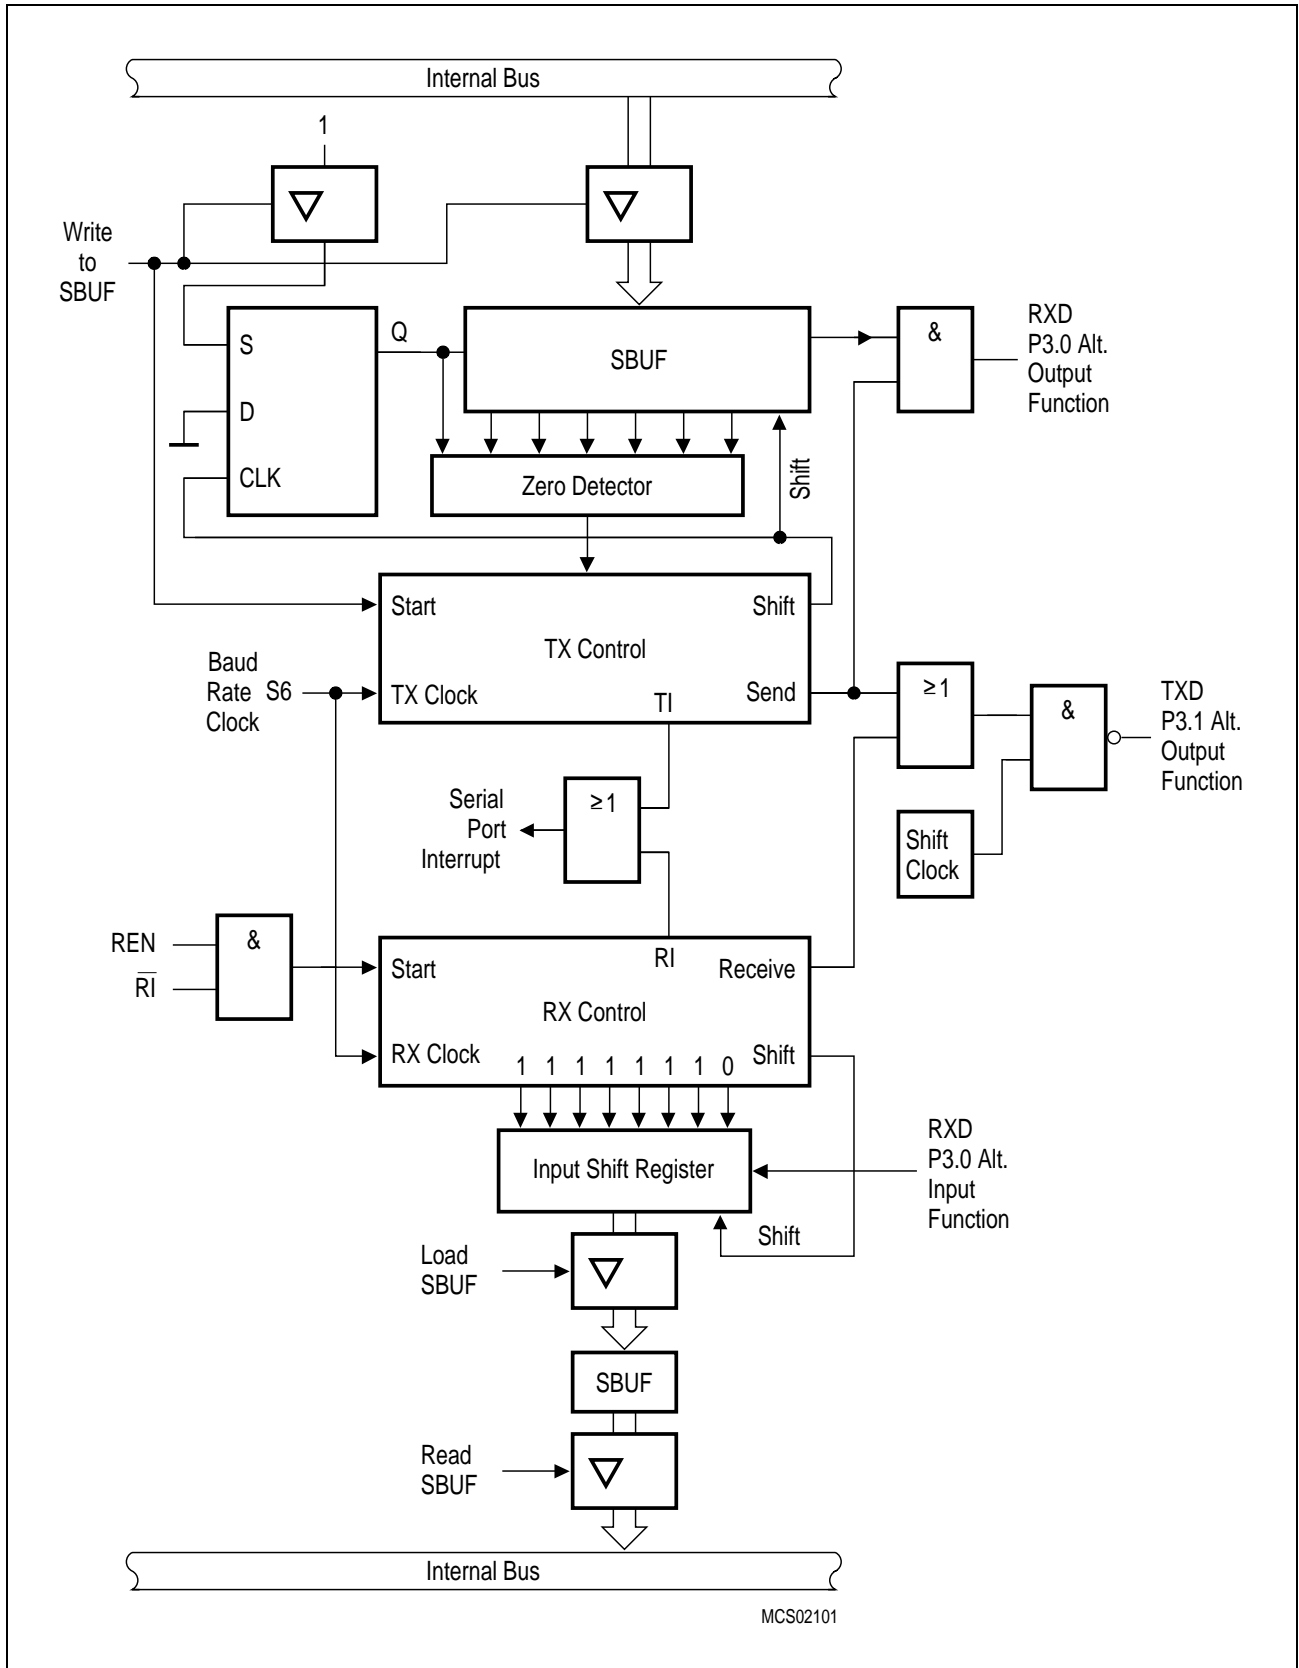 Internal Bus
1
Write
to
SBUF
S
D
CLK
Q
SBUF
&
RXD
P3.0 Alt.
Output
Function
Zero Detector
Shift
Start
Shift
TX Control
TX Clock
TI
Send
Baud
Rate S6
Clock
≥1
&
TXD
P3.1 Alt.
Output
Function
Serial
Port
Interrupt
≥1
Shift
Clock
REN
R̅I̅
&
Start
RI
Receive
RX Control
RX Clock
1 1 1 1 1 1 1 0
Shift
Input Shift Register
RXD
P3.0 Alt.
Input
Function
Shift
Load
SBUF
SBUF
Read
SBUF
Internal Bus
MCS02101